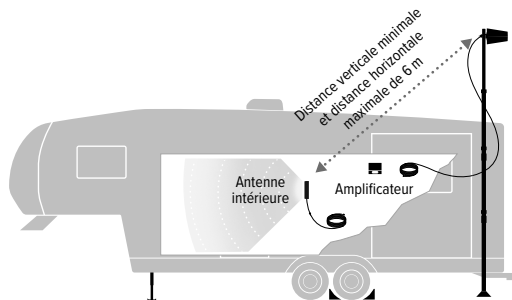 Distance verticale minimale
et distance horizontale
maximale de 6 m
Antenne
intérieure
Amplificateur